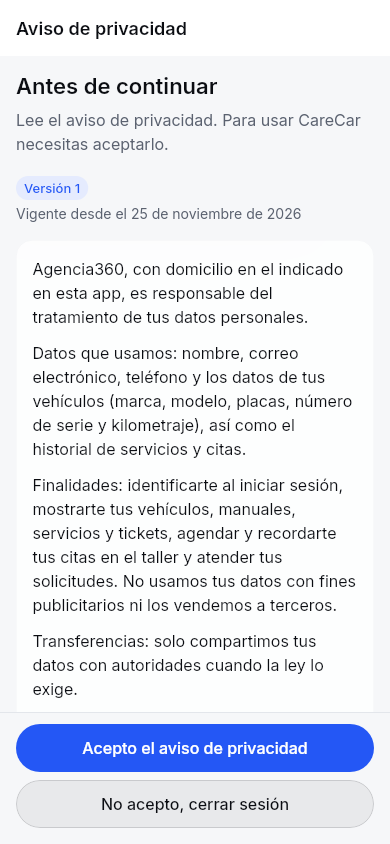 Aviso de privacidad
Antes de continuar
Lee el aviso de privacidad. Para usar CareCar
necesitas aceptarlo.
Versión 1
Vigente desde el 25 de noviembre de 2026
Agencia360, con domicilio en el indicado
en esta app, es responsable del
tratamiento de tus datos personales.
Datos que usamos: nombre, correo
electrónico, teléfono y los datos de tus
vehículos (marca, modelo, placas, número
de serie y kilometraje), así como el
historial de servicios y citas.
Finalidades: identificarte al iniciar sesión,
mostrarte tus vehículos, manuales,
servicios y tickets, agendar y recordarte
tus citas en el taller y atender tus
solicitudes. No usamos tus datos con fines
publicitarios ni los vendemos a terceros.
Transferencias: solo compartimos tus
datos con autoridades cuando la ley lo
exige.
Acepto el aviso de privacidad
No acepto, cerrar sesión